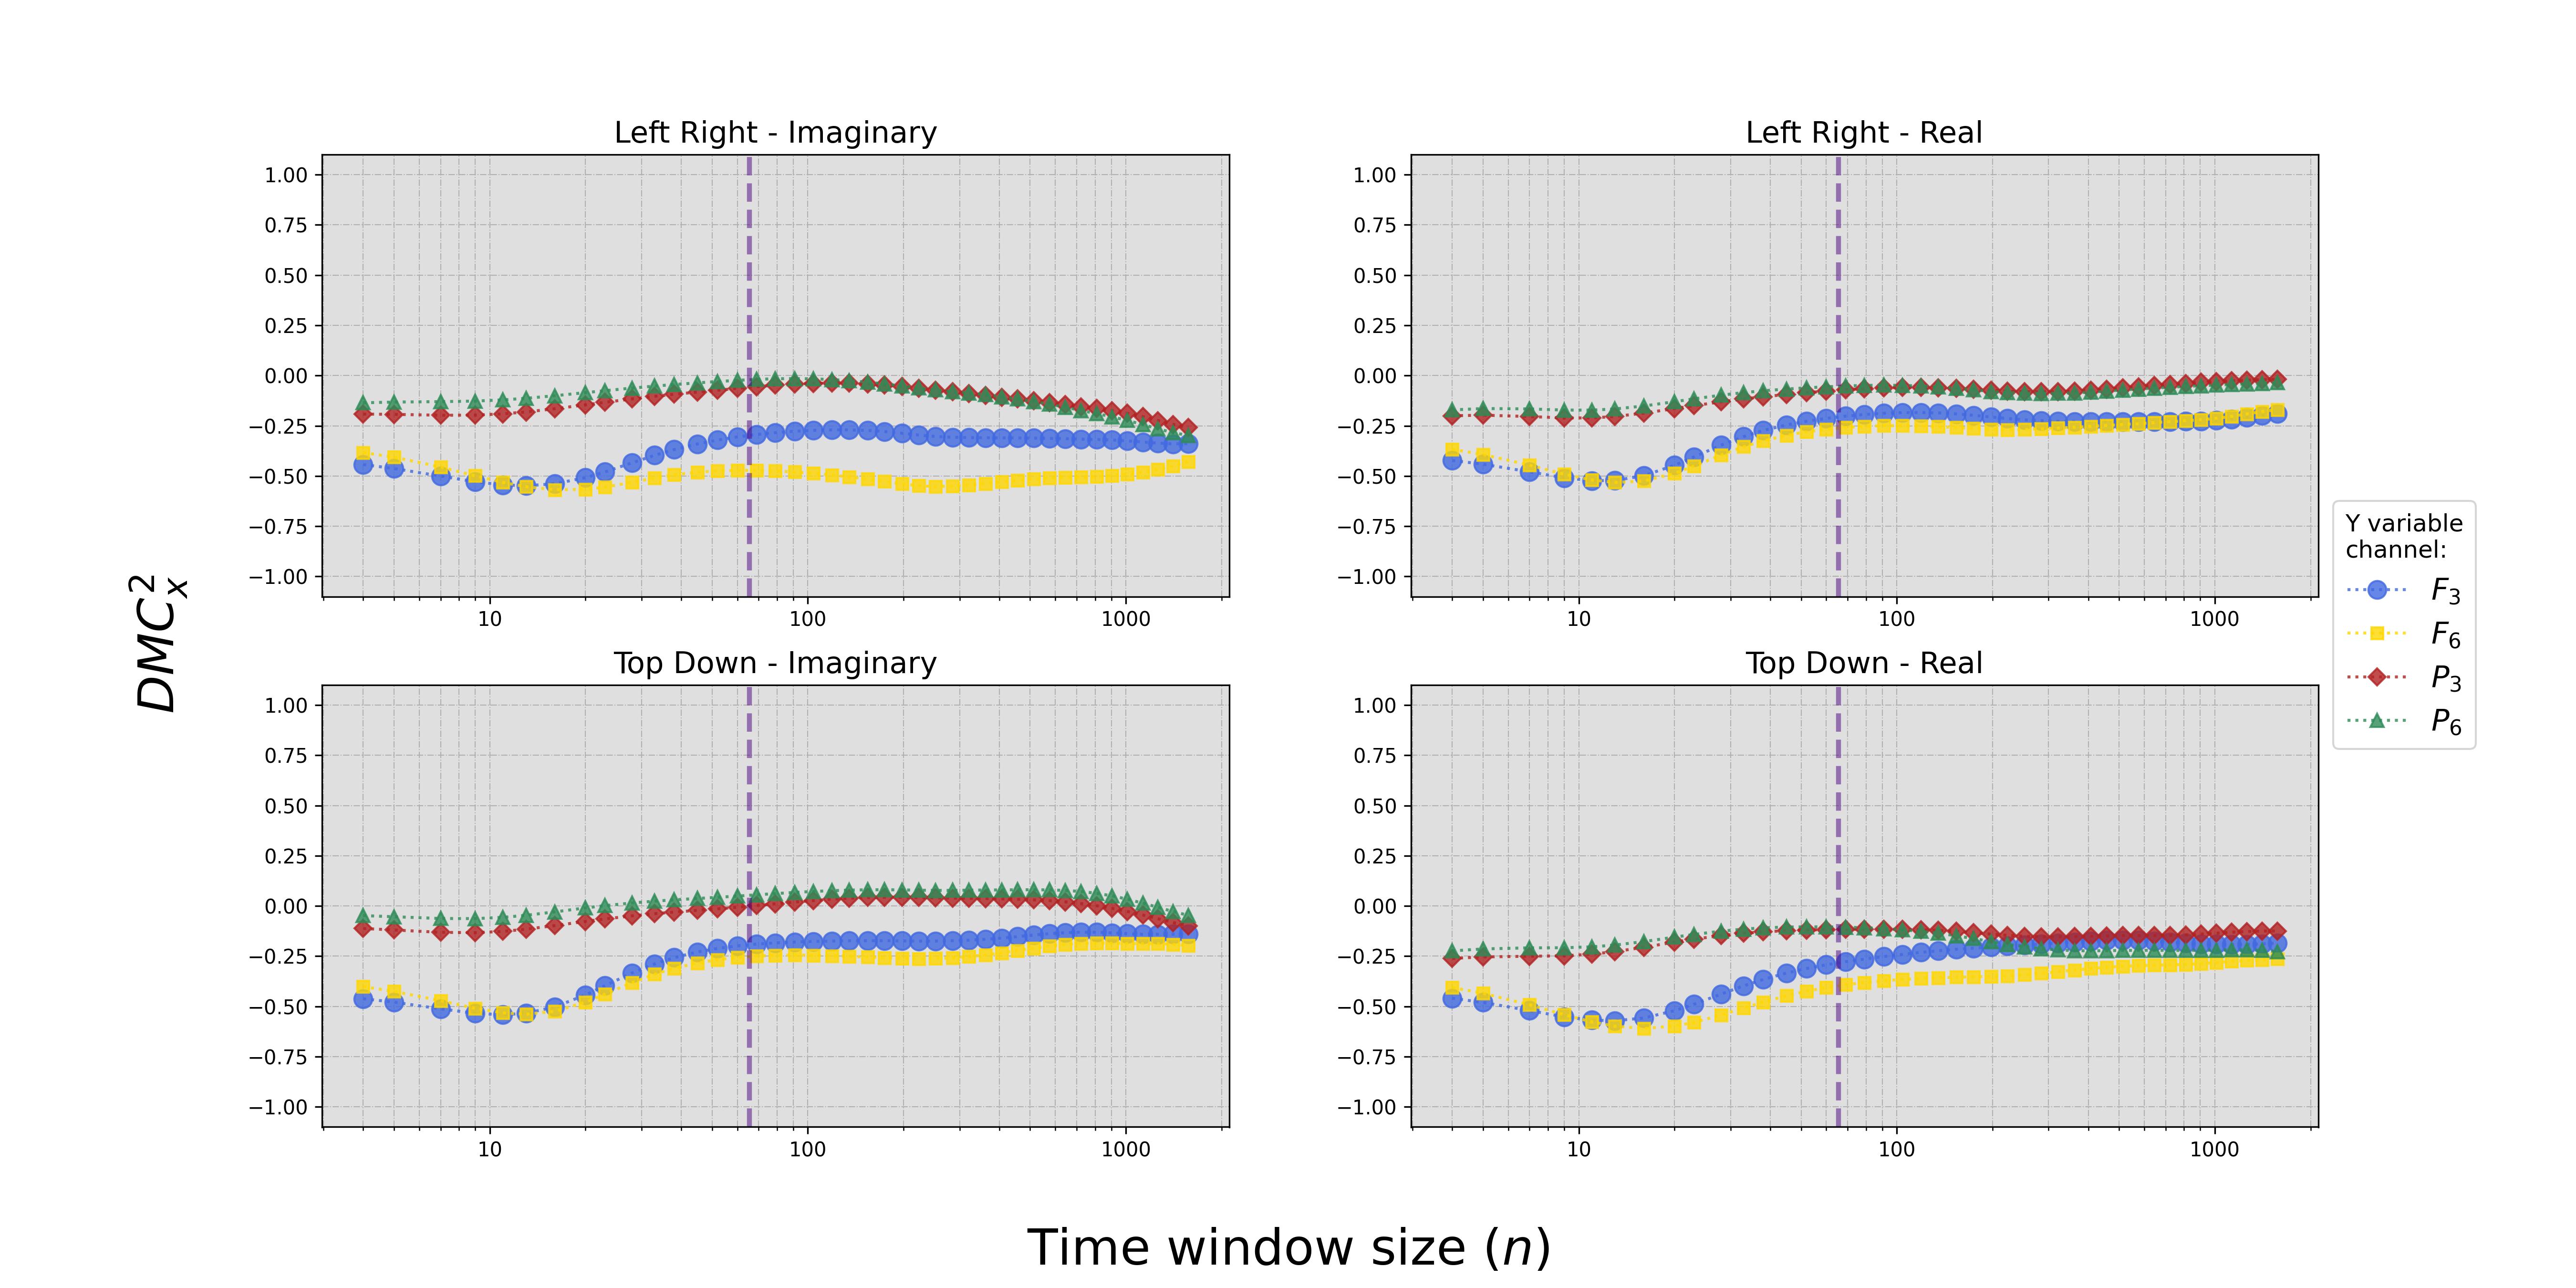 Left Right - Imaginary
1.00
0.75
0.50
0.25
0.00
−0.25
−0.50
−0.75
−1.00
10 100 1000
Left Right - Real
1.00
0.75
0.50
0.25
0.00
−0.25
−0.50
−0.75
−1.00
10 100 1000
Top Down - Imaginary
1.00
0.75
0.50
0.25
0.00
−0.25
−0.50
−0.75
−1.00
10 100 1000
Top Down - Real
1.00
0.75
0.50
0.25
0.00
−0.25
−0.50
−0.75
−1.00
10 100 1000
Y variable
channel:
F3
F6
P3
P6
DMC²ₓ
Time window size (n)